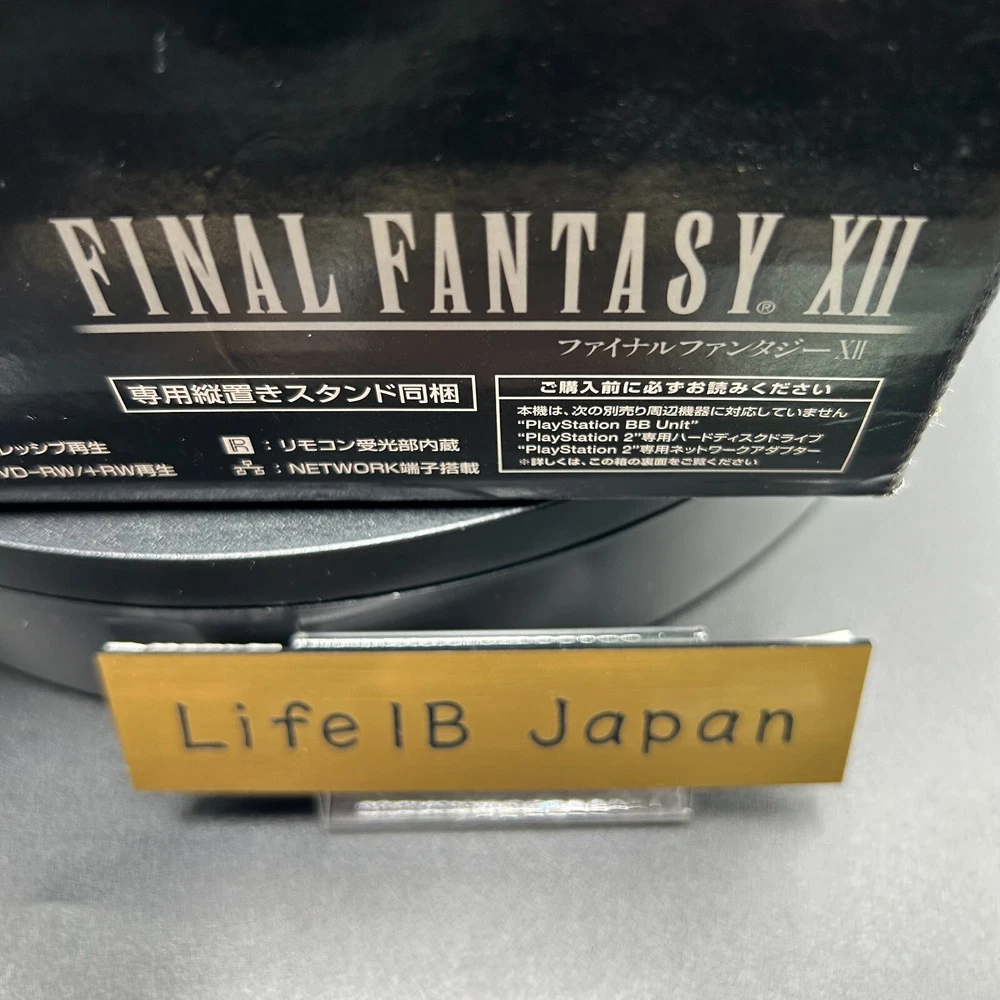 FINAL FANTASY® XII
ファイナルファンタジーXII
専用縦置きスタンド同梱
レッシブ再生
IR : リモコン受光部内蔵
VD-RW/+RW再生
: NETWORK端子搭載
ご購入前に必ずお読みください
本機は、次の別売り周辺機器に対応していません
“PlayStation BB Unit”
“PlayStation 2”専用ハードディスクドライブ
“PlayStation 2”専用ネットワークアダプター
※詳しくは、この箱の裏面をご覧ください
Life1B Japan